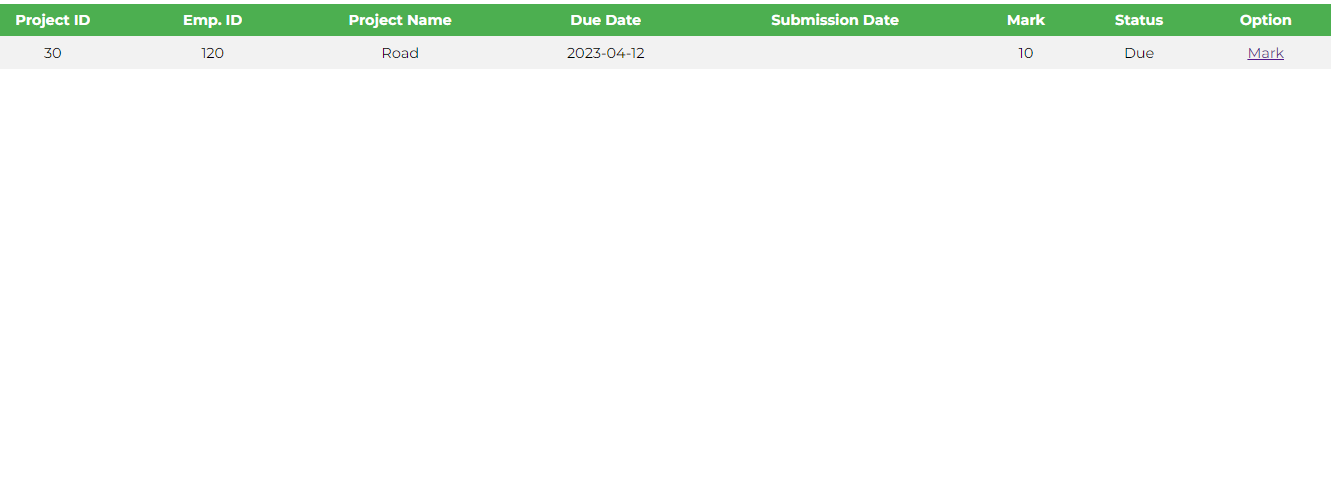 Project ID Emp. ID Project Name Due Date Submission Date Mark Status Option
30 120 Road 2023-04-12 10 Due Mark